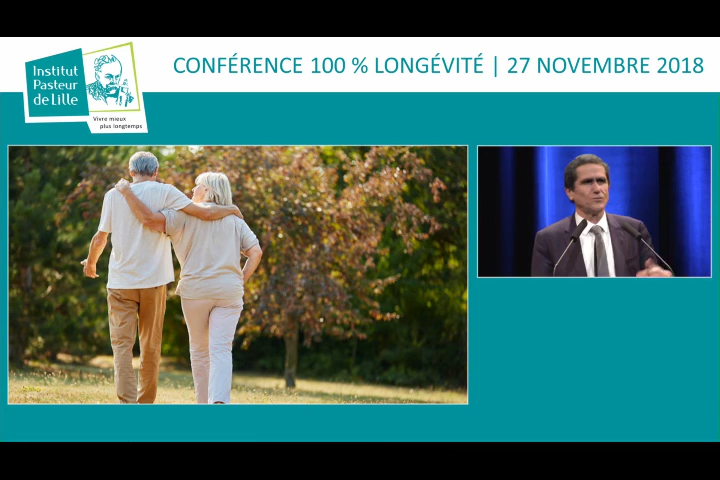 CONFÉRENCE 100 % LONGÉVITÉ | 27 NOVEMBRE 2018
Institut
Pasteur
de Lille
Vivre mieux
plus longtemps